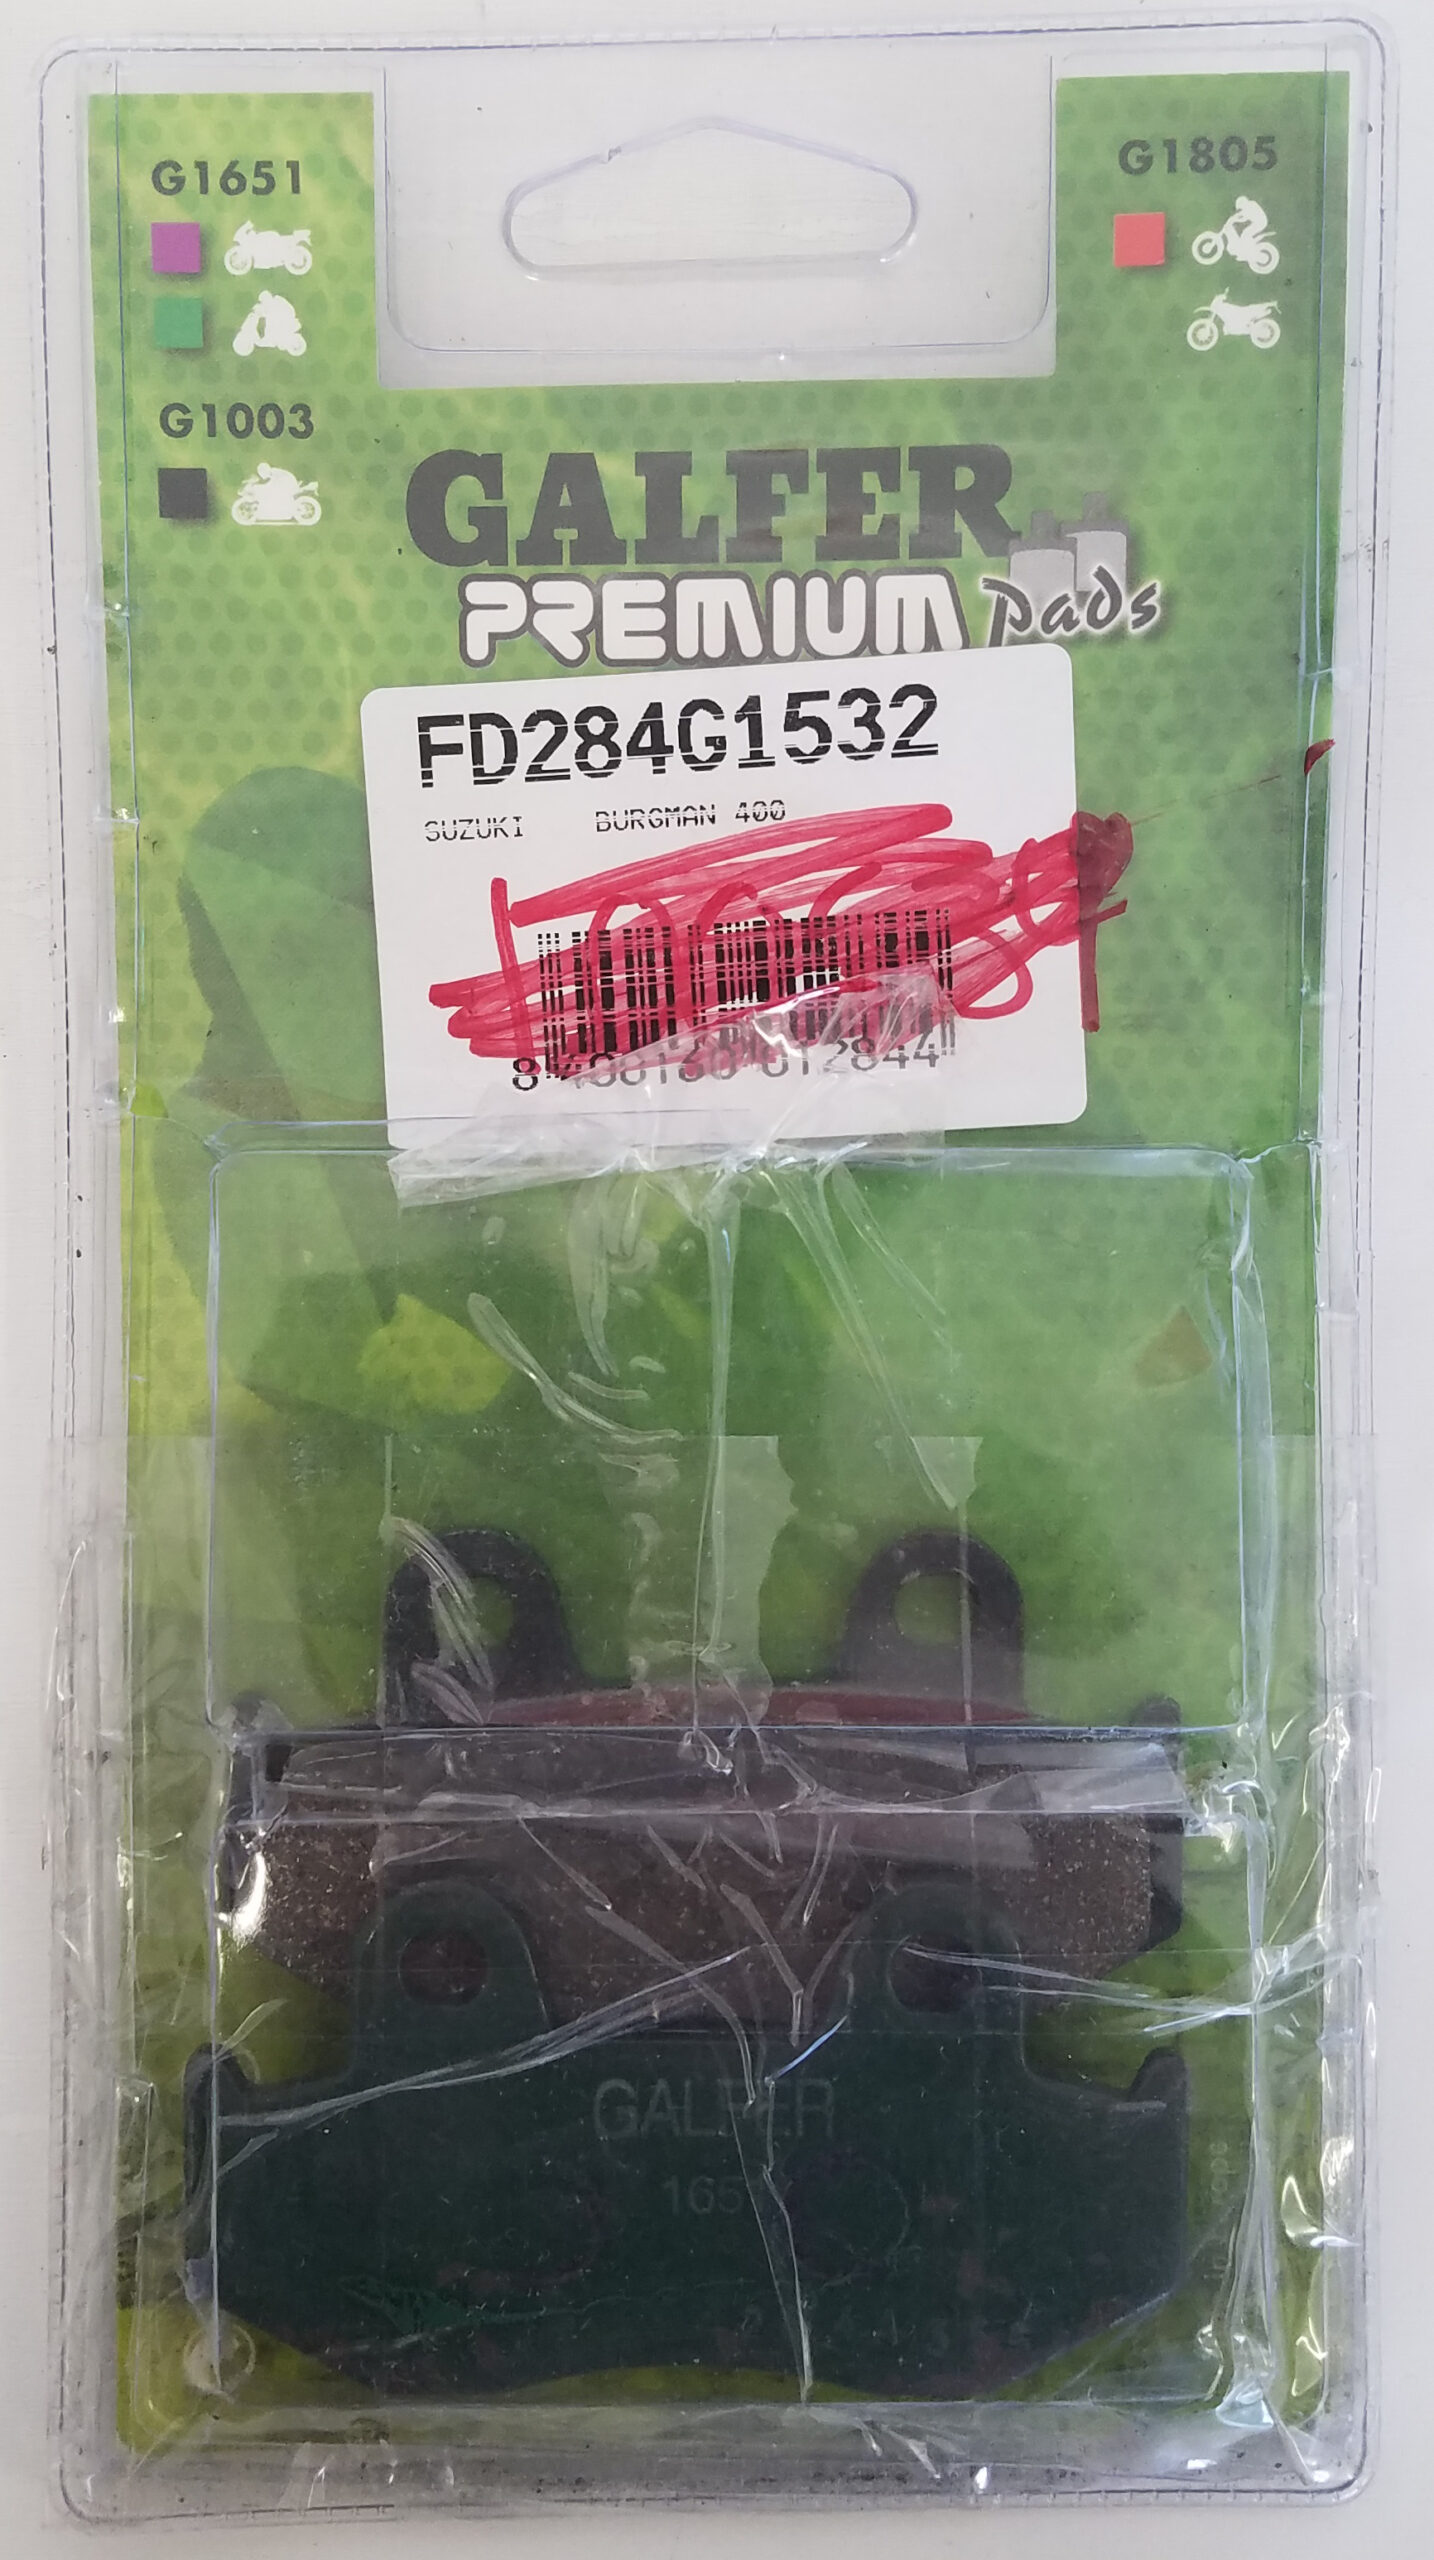 G1651
G1805
G1003
GALFER
PREMIUM pads
FD284G1532
SUZUKI BURGMAN 400
GALFER